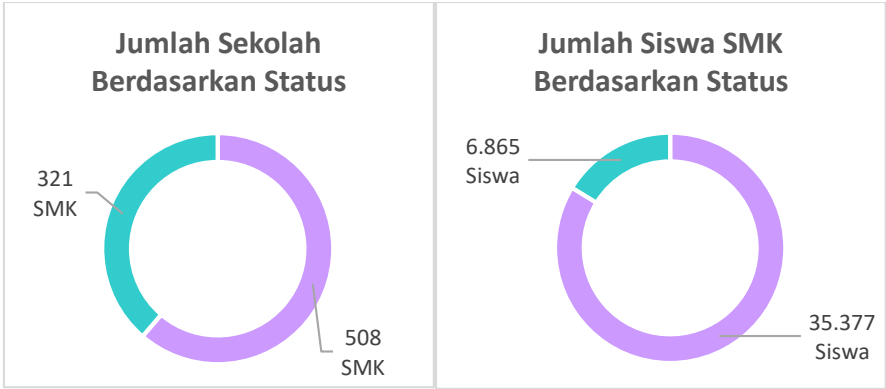 Jumlah Sekolah
Berdasarkan Status
321
SMK
508
SMK
Jumlah Siswa SMK
Berdasarkan Status
6.865
Siswa
35.377
Siswa